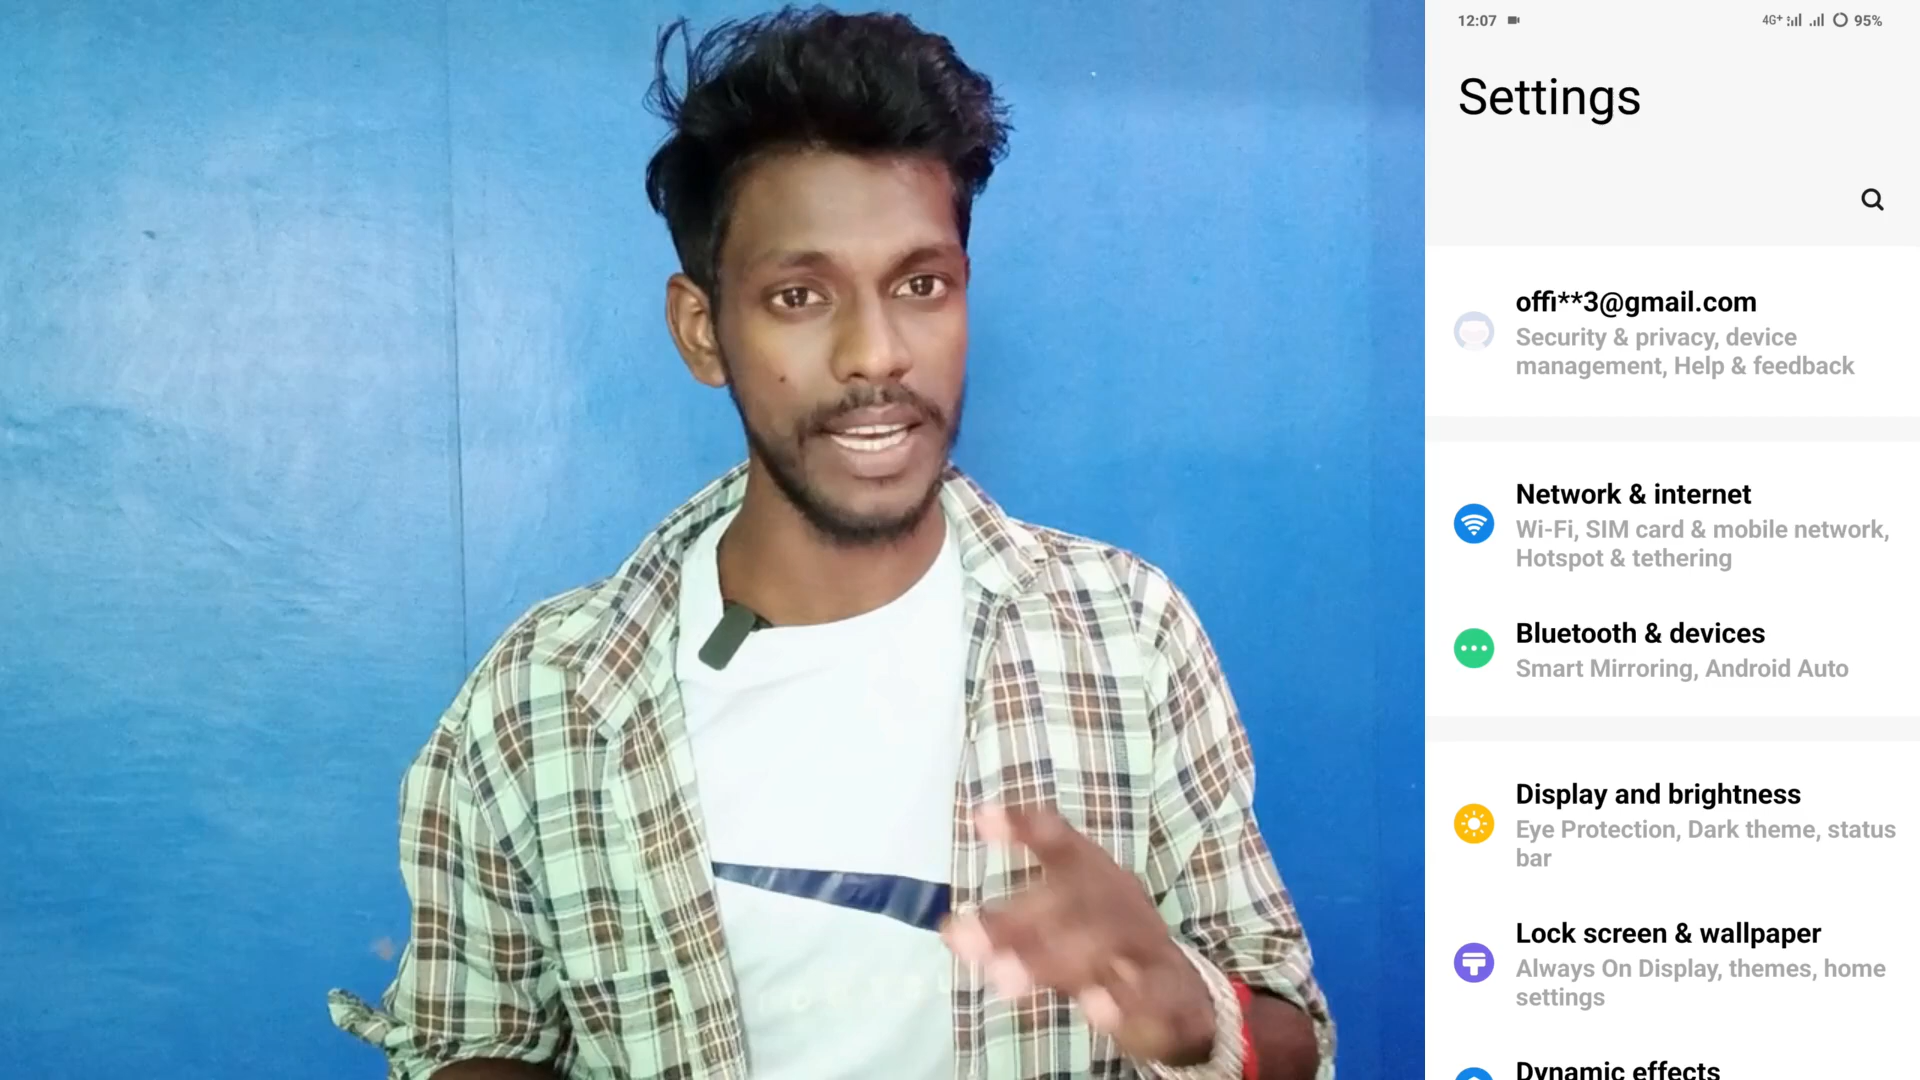 12:07
4G+ 95%
Settings
offi**3@gmail.com
Security & privacy, device
management, Help & feedback
Network & internet
Wi-Fi, SIM card & mobile network,
Hotspot & tethering
Bluetooth & devices
Smart Mirroring, Android Auto
Display and brightness
Eye Protection, Dark theme, status
bar
Lock screen & wallpaper
Always On Display, themes, home
settings
Dynamic effects